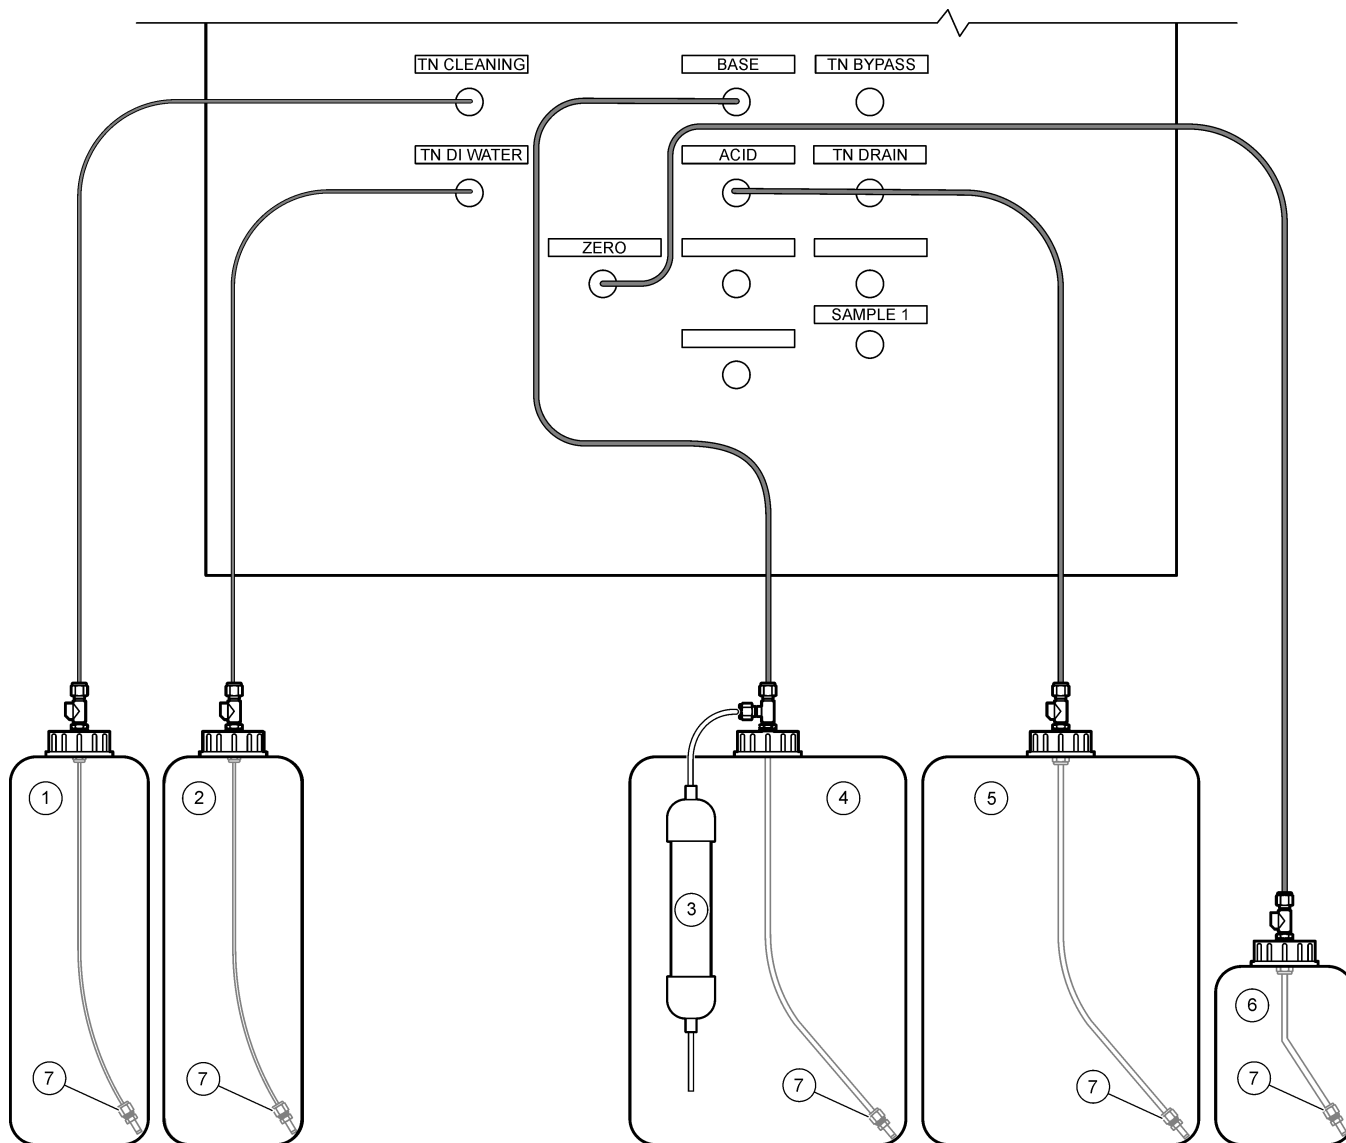 TN CLEANING
BASE
TN BYPASS
TN DI WATER
ACID
TN DRAIN
ZERO
SAMPLE 1
1
2
4
5
3
6
7
7
7
7
7